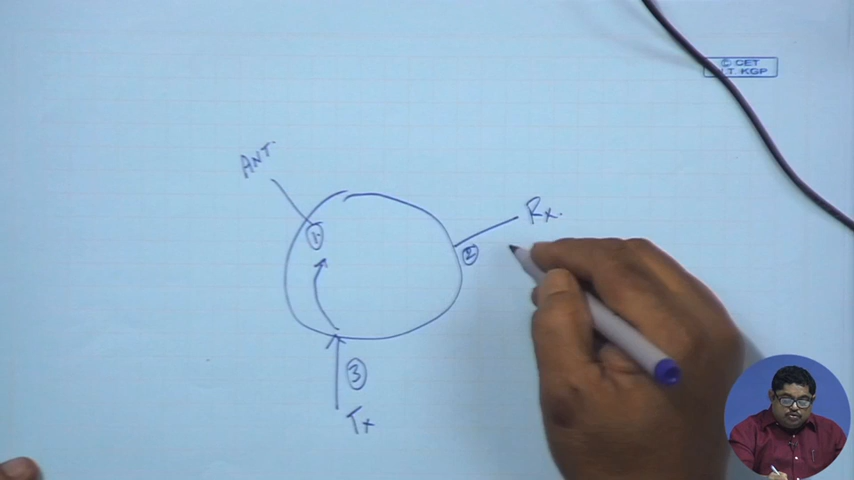 © CET
I.T. KGP
ANT.
1
Rx.
2
3
Tx